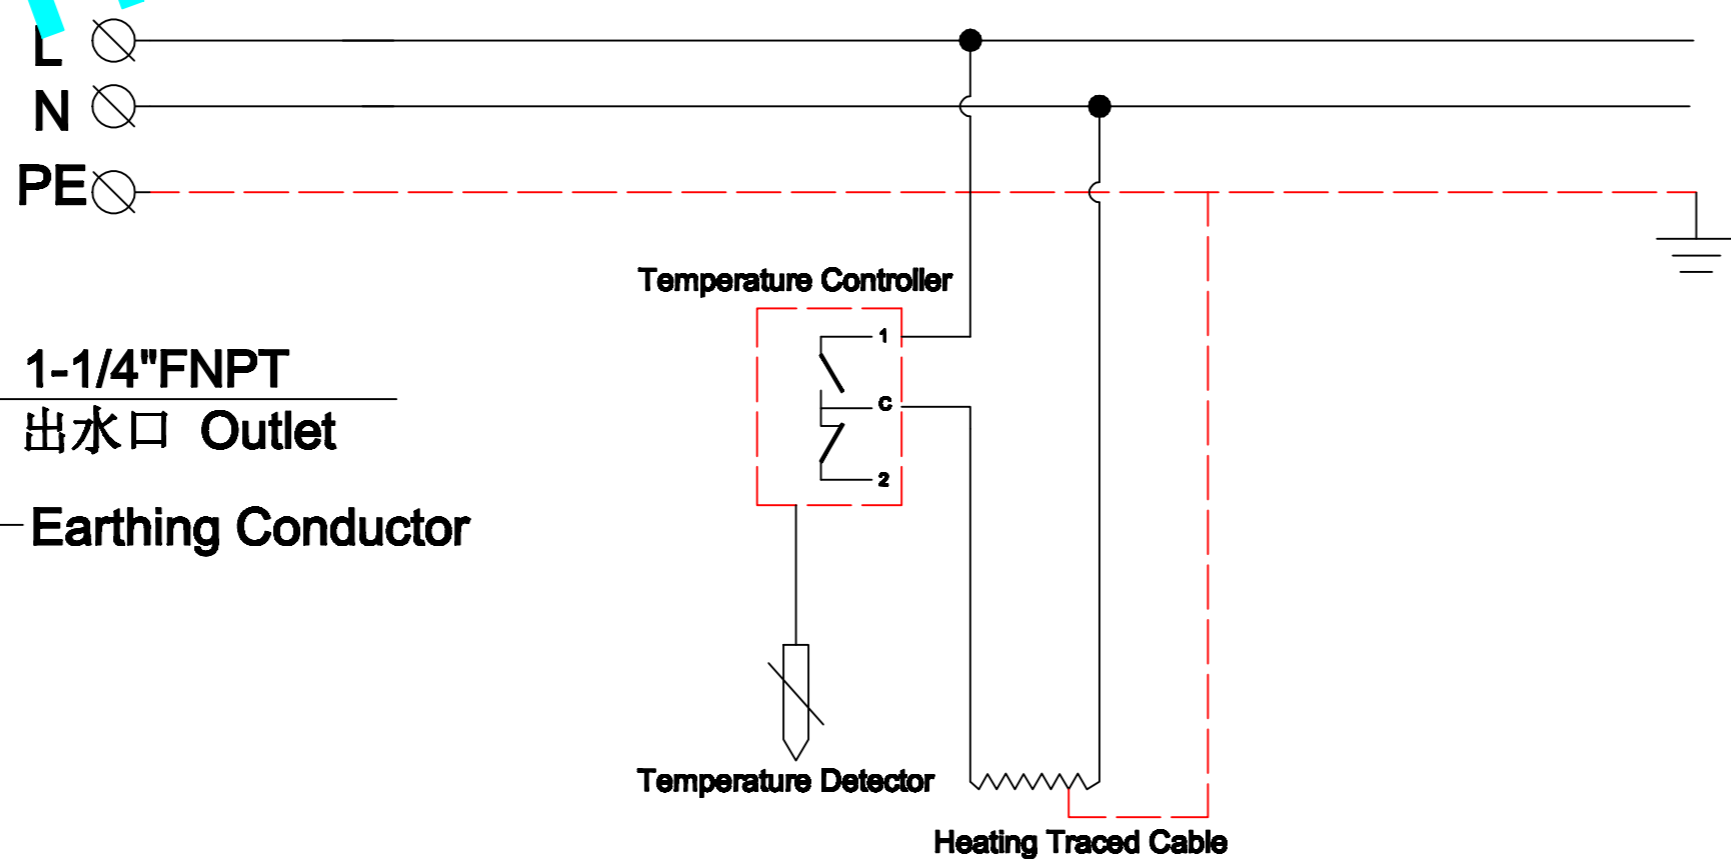 L
N
PE
Temperature Controller
1
C
2
1-1/4"FNPT
出水口 Outlet
Earthing Conductor
Temperature Detector
Heating Traced Cable